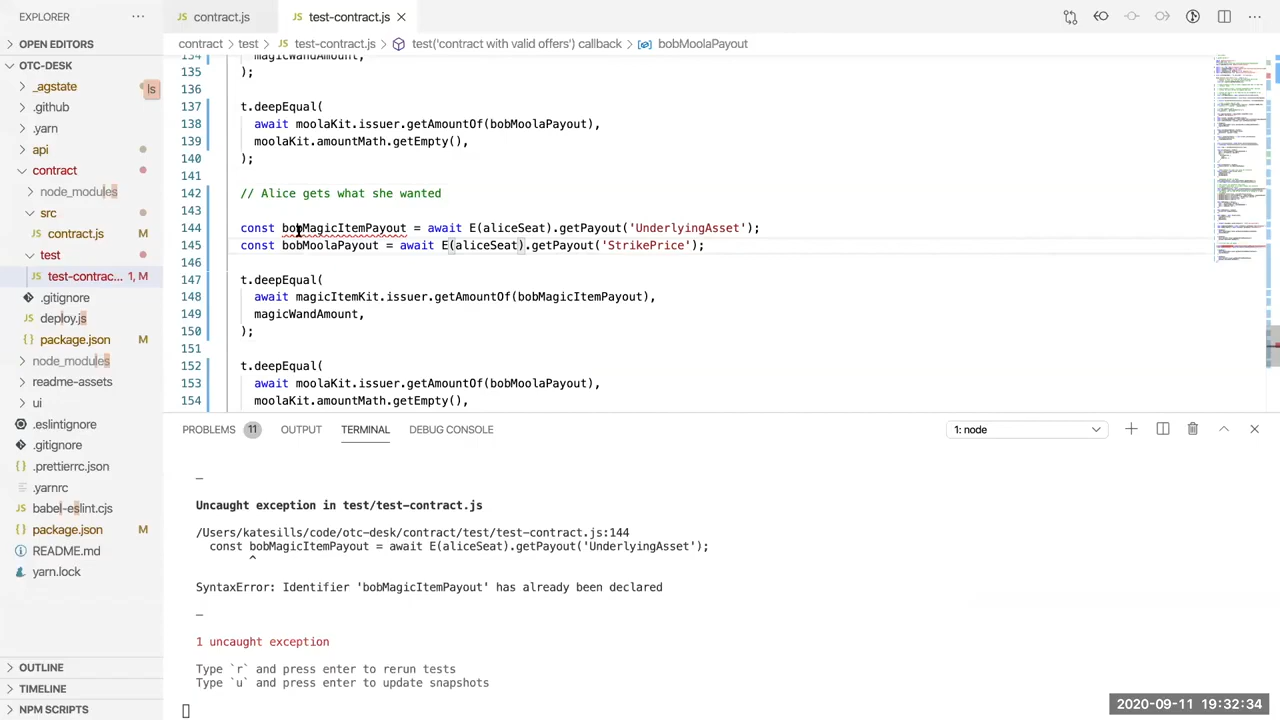 EXPLORER ···
contract.js
test-contract.js
OPEN EDITORS
contract > test > test-contract.js > test('contract with valid offers') callback > bobMoolaPayout
OTC-DESK
_agstate
ls
.github
.yarn
api
contract
node_modules
src
contract.js
test
test-contrac... 1, M
.gitignore
deploy.js
package.json M
node_modules
readme-assets
ui
.eslintignore
.gitignore
.prettierrc.json
.yarnrc
babel-eslint.cjs
package.json M
README.md
yarn.lock
OUTLINE
TIMELINE
NPM SCRIPTS
134 magicWandAmount,
135 );
136
137 t.deepEqual(
138 await moolaKit.issuer.getAmountOf(bobMoolaPayout),
139 moolaKit.amountMath.getEmpty(),
140 );
141
142 // Alice gets what she wanted
143
144 const bobMagicItemPayout = await E(aliceSeat).getPayout('UnderlyingAsset');
145 const bobMoolaPayout = await E(aliceSeat).getPayout('StrikePrice');
146
147 t.deepEqual(
148 await magicItemKit.issuer.getAmountOf(bobMagicItemPayout),
149 magicWandAmount,
150 );
151
152 t.deepEqual(
153 await moolaKit.issuer.getAmountOf(bobMoolaPayout),
154 moolaKit.amountMath.getEmpty(),
PROBLEMS 11 OUTPUT TERMINAL DEBUG CONSOLE 1: node
—
Uncaught exception in test/test-contract.js
/Users/katesills/code/otc-desk/contract/test/test-contract.js:144
const bobMagicItemPayout = await E(aliceSeat).getPayout('UnderlyingAsset');
^
SyntaxError: Identifier 'bobMagicItemPayout' has already been declared
—
1 uncaught exception
Type `r` and press enter to rerun tests
Type `u` and press enter to update snapshots
2020-09-11 19:32:34